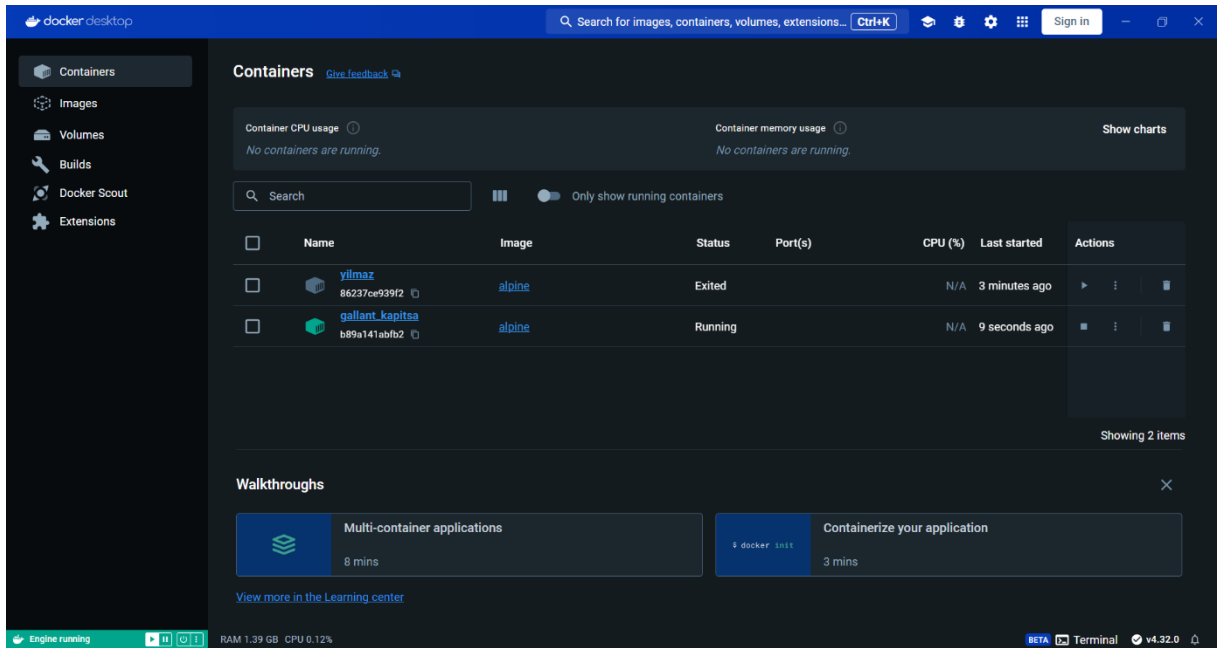 docker desktop
Search for images, containers, volumes, extensions... Ctrl+K
Sign in
Containers
Images
Volumes
Builds
Docker Scout
Extensions
Containers Give feedback
Container CPU usage
No containers are running.
Container memory usage
No containers are running.
Show charts
Search
Only show running containers
Name Image Status Port(s) CPU (%) Last started Actions
yilmaz
86237ce939f2
alpine Exited N/A 3 minutes ago
gallant_kapitsa
b89a141abfb2
alpine Running N/A 9 seconds ago
Showing 2 items
Walkthroughs
Multi-container applications
8 mins
$ docker init
Containerize your application
3 mins
View more in the Learning center
Engine running
RAM 1.39 GB CPU 0.12%
BETA Terminal v4.32.0